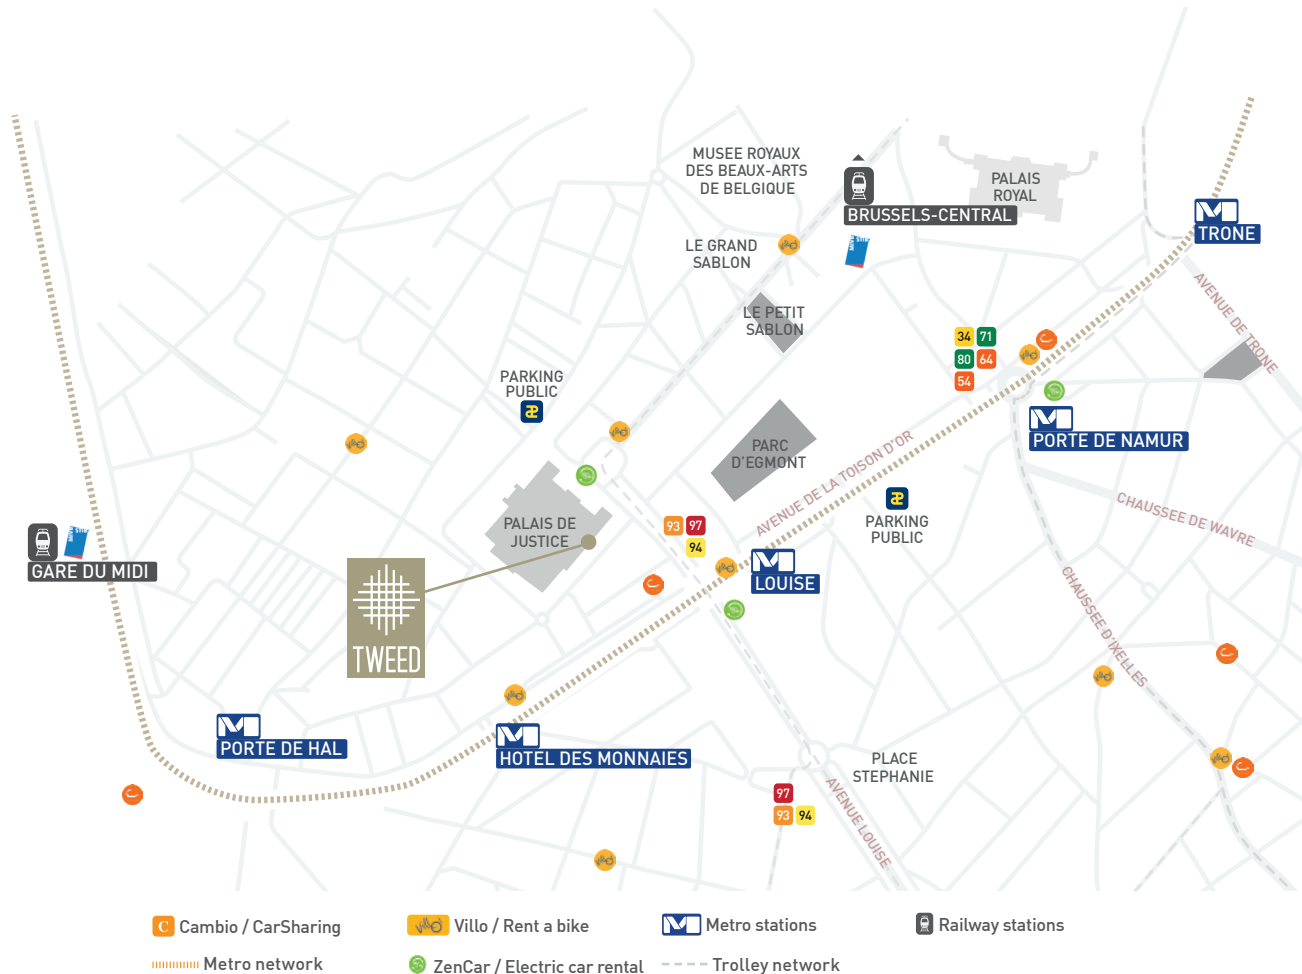 MUSEE ROYAUX
DES BEAUX-ARTS
DE BELGIQUE
PALAIS
ROYAL
BRUSSELS-CENTRAL
TRONE
LE GRAND
SABLON
AVENUE DE TRONE
LE PETIT
SABLON
34 71
80 64
54
PARKING
PUBLIC
PORTE DE NAMUR
PARC
D'EGMONT
AVENUE DE LA TOISON D'OR
PARKING
PUBLIC
CHAUSSEE DE WAVRE
PALAIS DE
JUSTICE
93 97
94
GARE DU MIDI
LOUISE
CHAUSSEE D'IXELLES
TWEED
PORTE DE HAL
HOTEL DES MONNAIES
PLACE
STEPHANIE
97
93 94
AVENUE LOUISE
C Cambio / CarSharing
Villo / Rent a bike
Metro stations
Railway stations
Metro network
ZenCar / Electric car rental
Trolley network